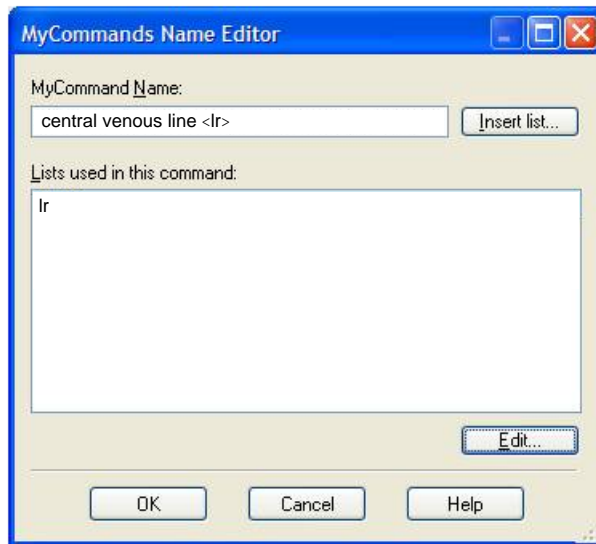 MyCommands Name Editor
MyCommand Name:
central venous line <lr>
Insert list...
Lists used in this command:
lr
Edit...
OK
Cancel
Help